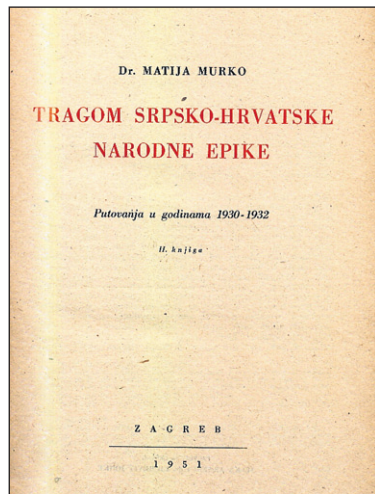 Dr. MATIJA MURKO
TRAGOM SRPSKO-HRVATSKE
NARODNE EPIKE
Putovanja u godinama 1930-1932
II. knjiga
ZAGREB
1951